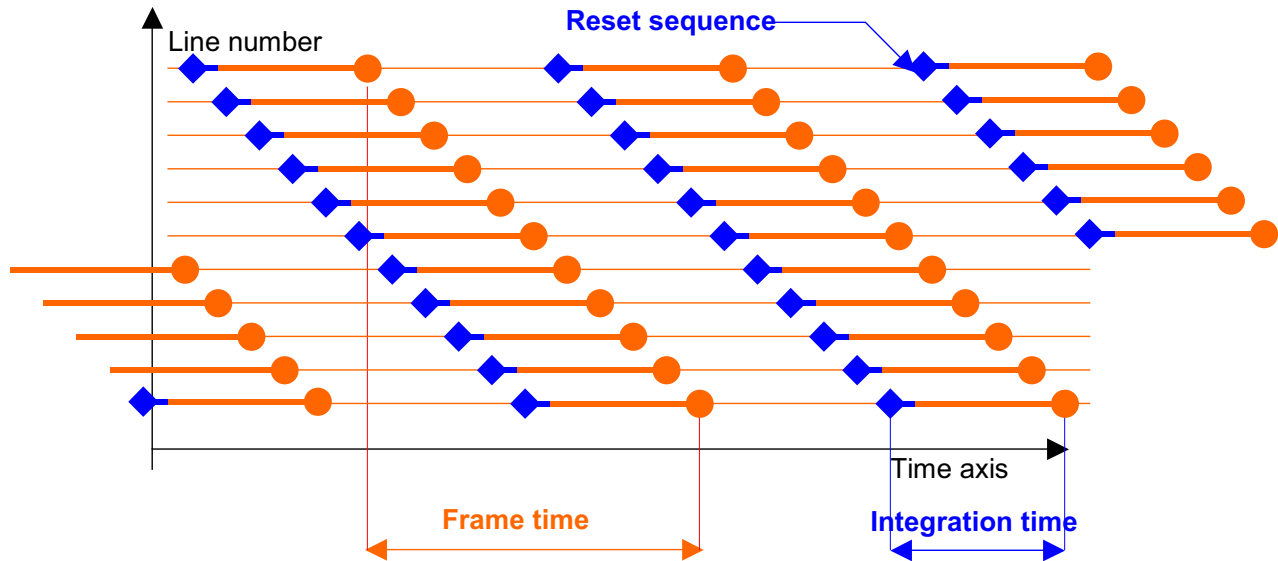 Reset sequence
Line number
Time axis
Frame time
Integration time